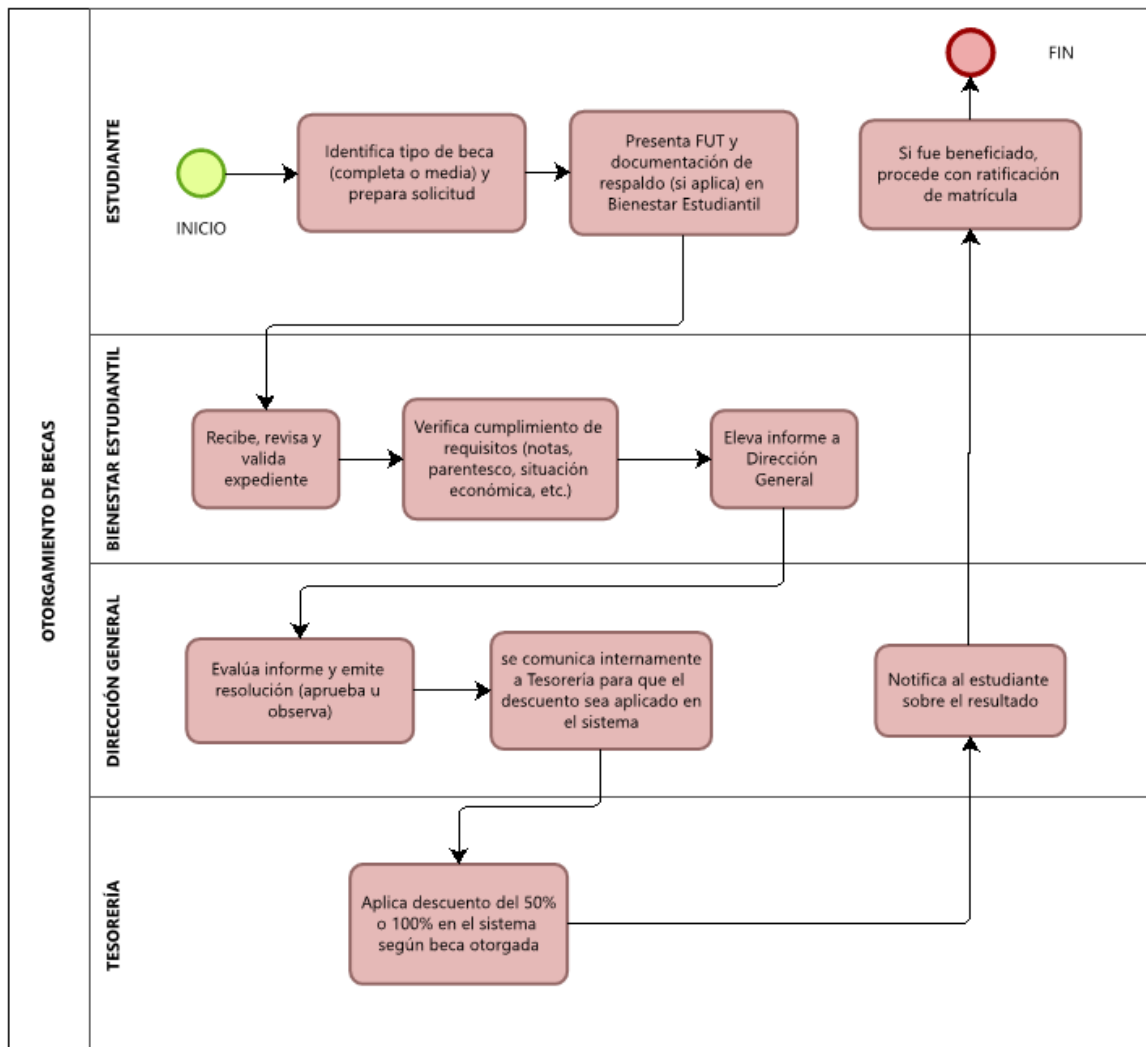 OTORGAMIENTO DE BECAS
ESTUDIANTE
INICIO
Identifica tipo de beca
(completa o media) y
prepara solicitud
Presenta FUT y
documentación de
respaldo (si aplica) en
Bienestar Estudiantil
FIN
Si fue beneficiado,
procede con ratificación
de matrícula
BIENESTAR ESTUDIANTIL
Recibe, revisa y
valida
expediente
Verifica cumplimiento de
requisitos (notas,
parentesco, situación
económica, etc.)
Eleva informe a
Dirección
General
DIRECCIÓN GENERAL
Evalúa informe y emite
resolución (aprueba u
observa)
se comunica internamente
a Tesorería para que el
descuento sea aplicado en
el sistema
Notifica al estudiante
sobre el resultado
TESORERÍA
Aplica descuento del 50%
o 100% en el sistema
según beca otorgada